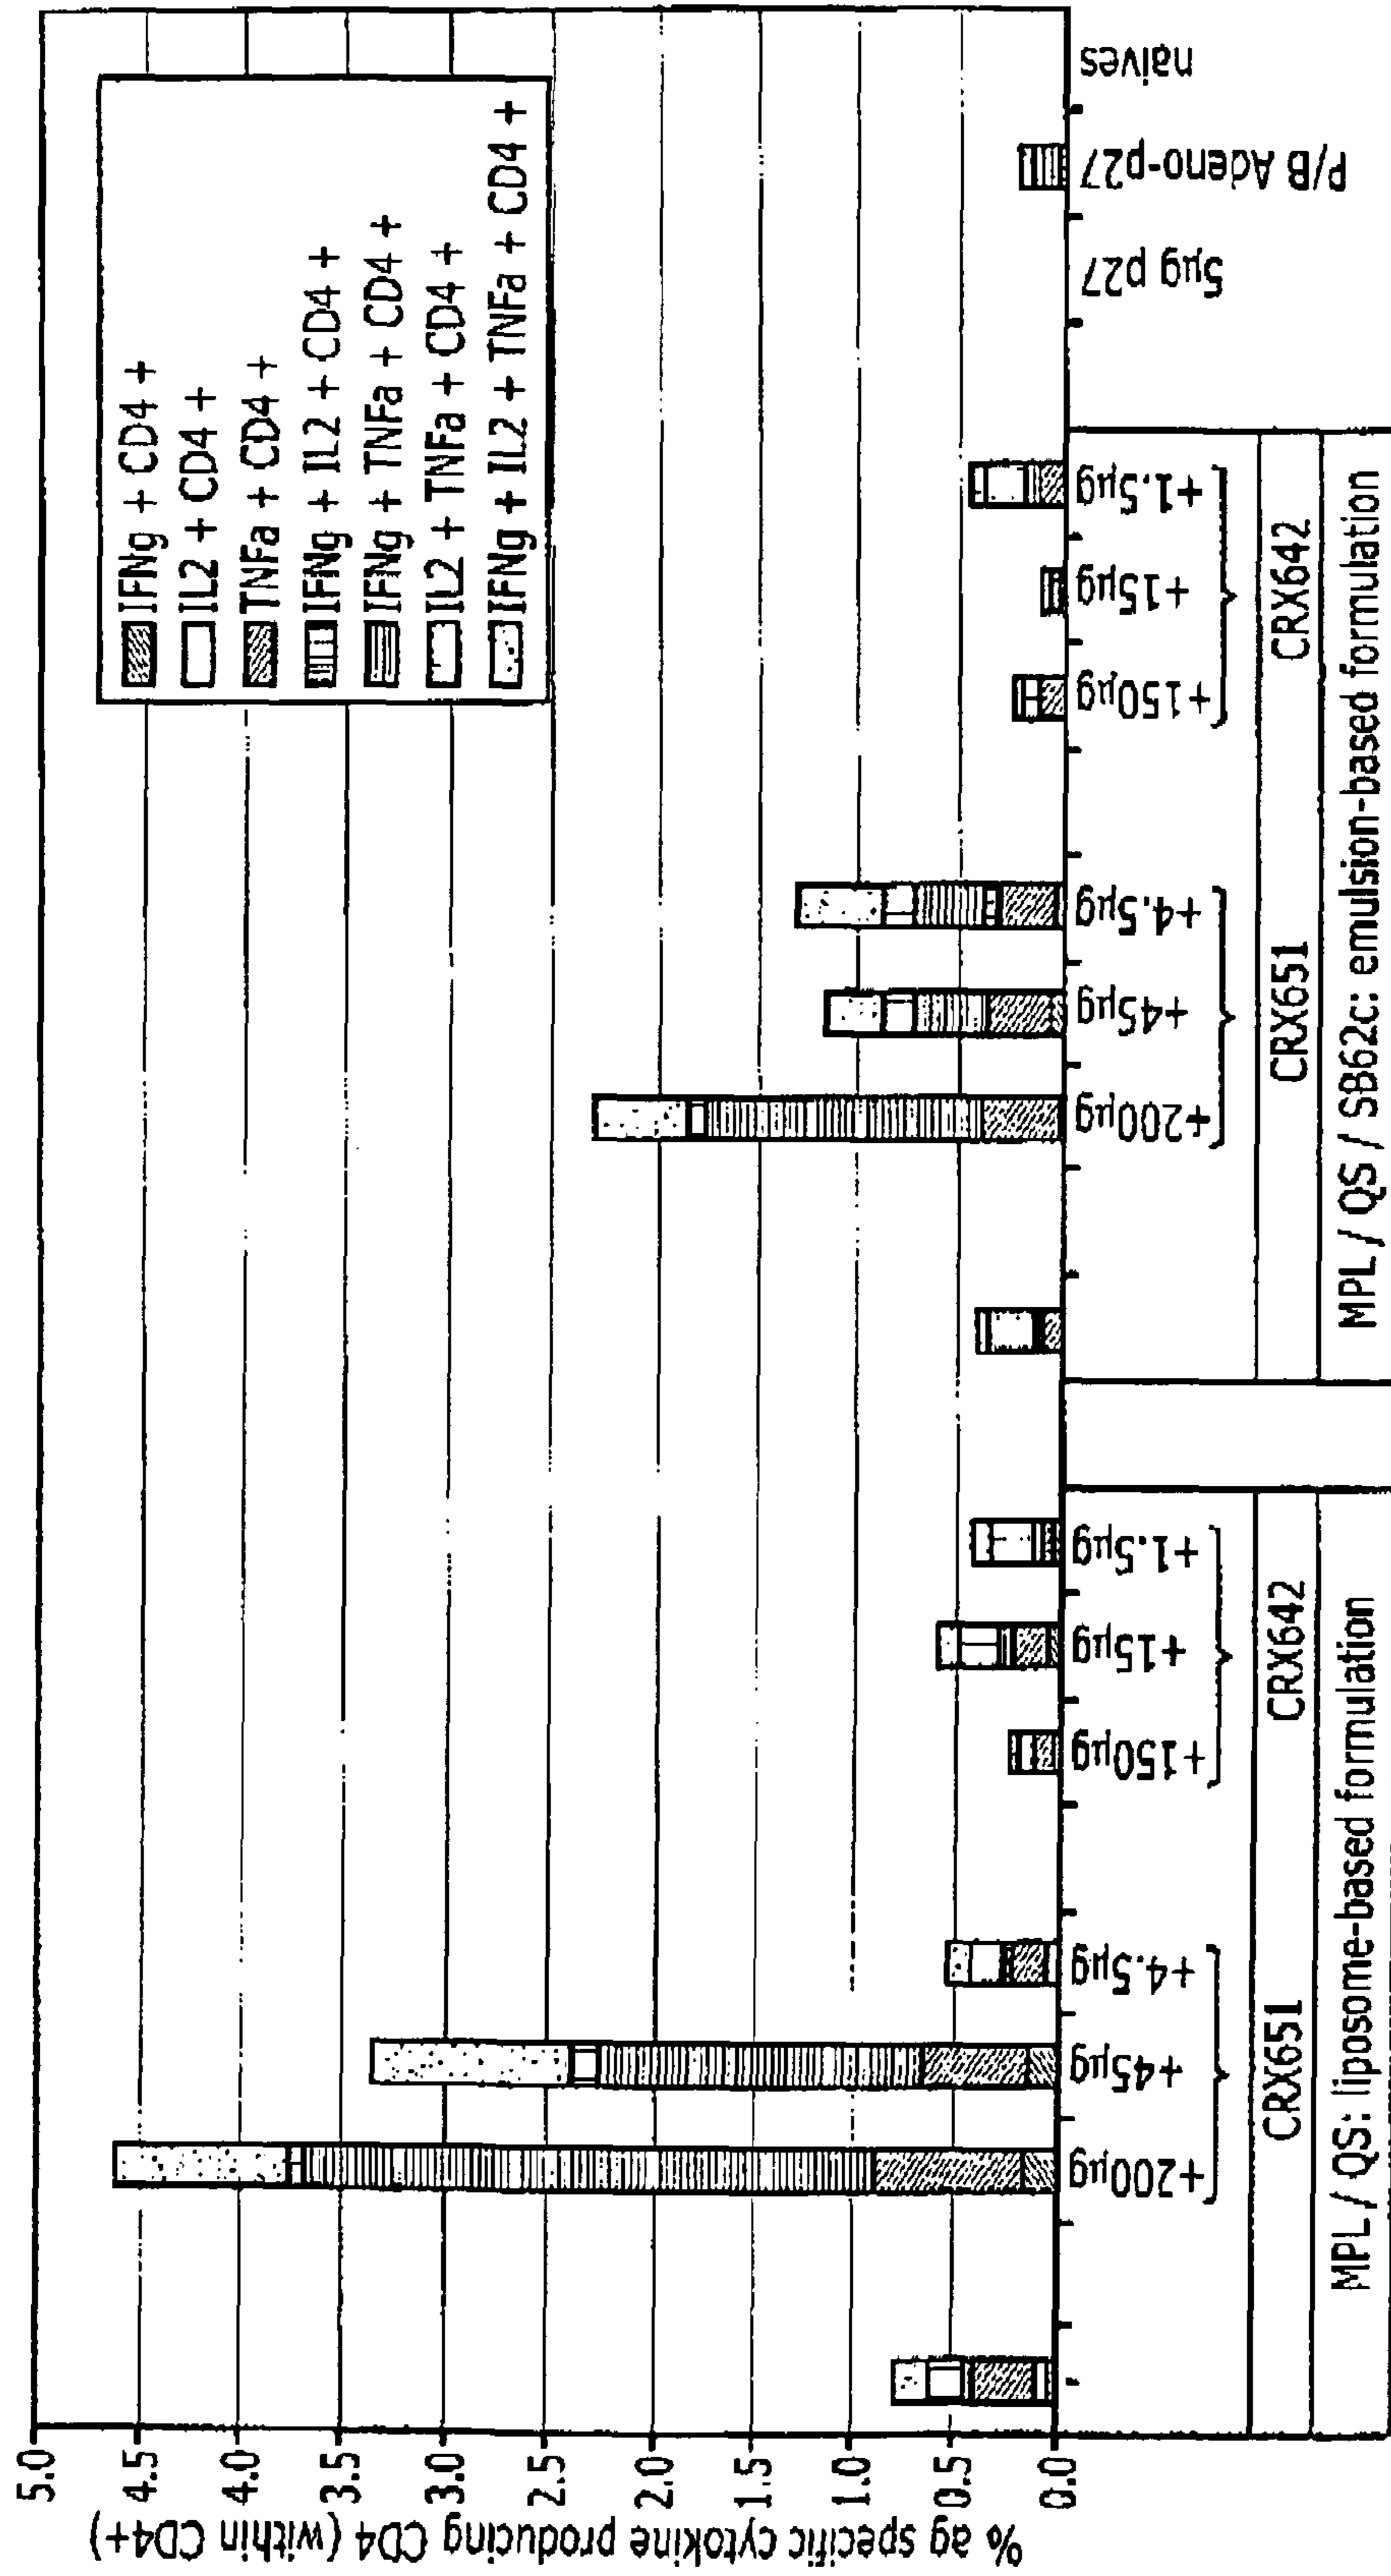 % ag specific cytokine producing CD4 (within CD4+)
5.0
4.5
4.0
3.5
3.0
2.5
2.0
1.5
1.0
0.5
0.0
IFNg + CD4 +
IL2 + CD4 +
TNFa + CD4 +
IFNg + IL2 + CD4 +
IFNg + TNFa + CD4 +
IL2 + TNFa + CD4 +
IFNg + IL2 + TNFa + CD4 +
+200µg
+45µg
+4.5µg
+150µg
+15µg
+1.5µg
+200µg
+45µg
+4.5µg
+150µg
+15µg
+1.5µg
5µg p27
P/B Adeno-p27
naives
CRX651
CRX642
CRX651
CRX642
MPL / QS: liposome-based formulation
MPL / QS / SB62c: emulsion-based formulation